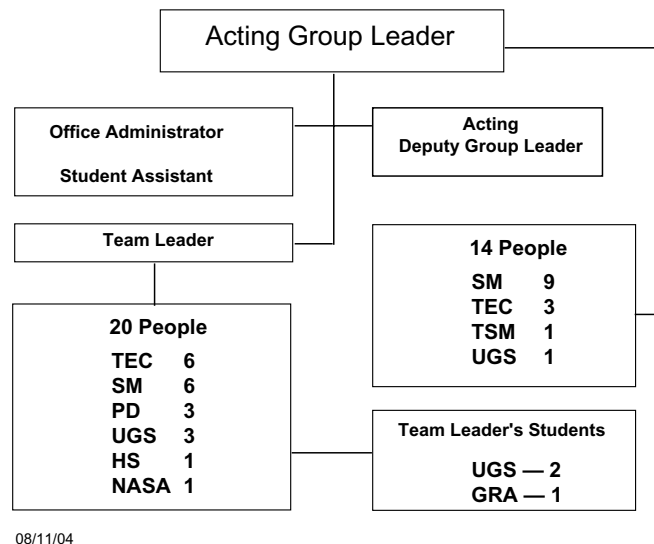 Acting Group Leader
Office Administrator
Student Assistant
Acting
Deputy Group Leader
Team Leader
14 People
SM 9
TEC 3
TSM 1
UGS 1
20 People
TEC 6
SM 6
PD 3
UGS 3
HS 1
NASA 1
Team Leader's Students
UGS — 2
GRA — 1
08/11/04